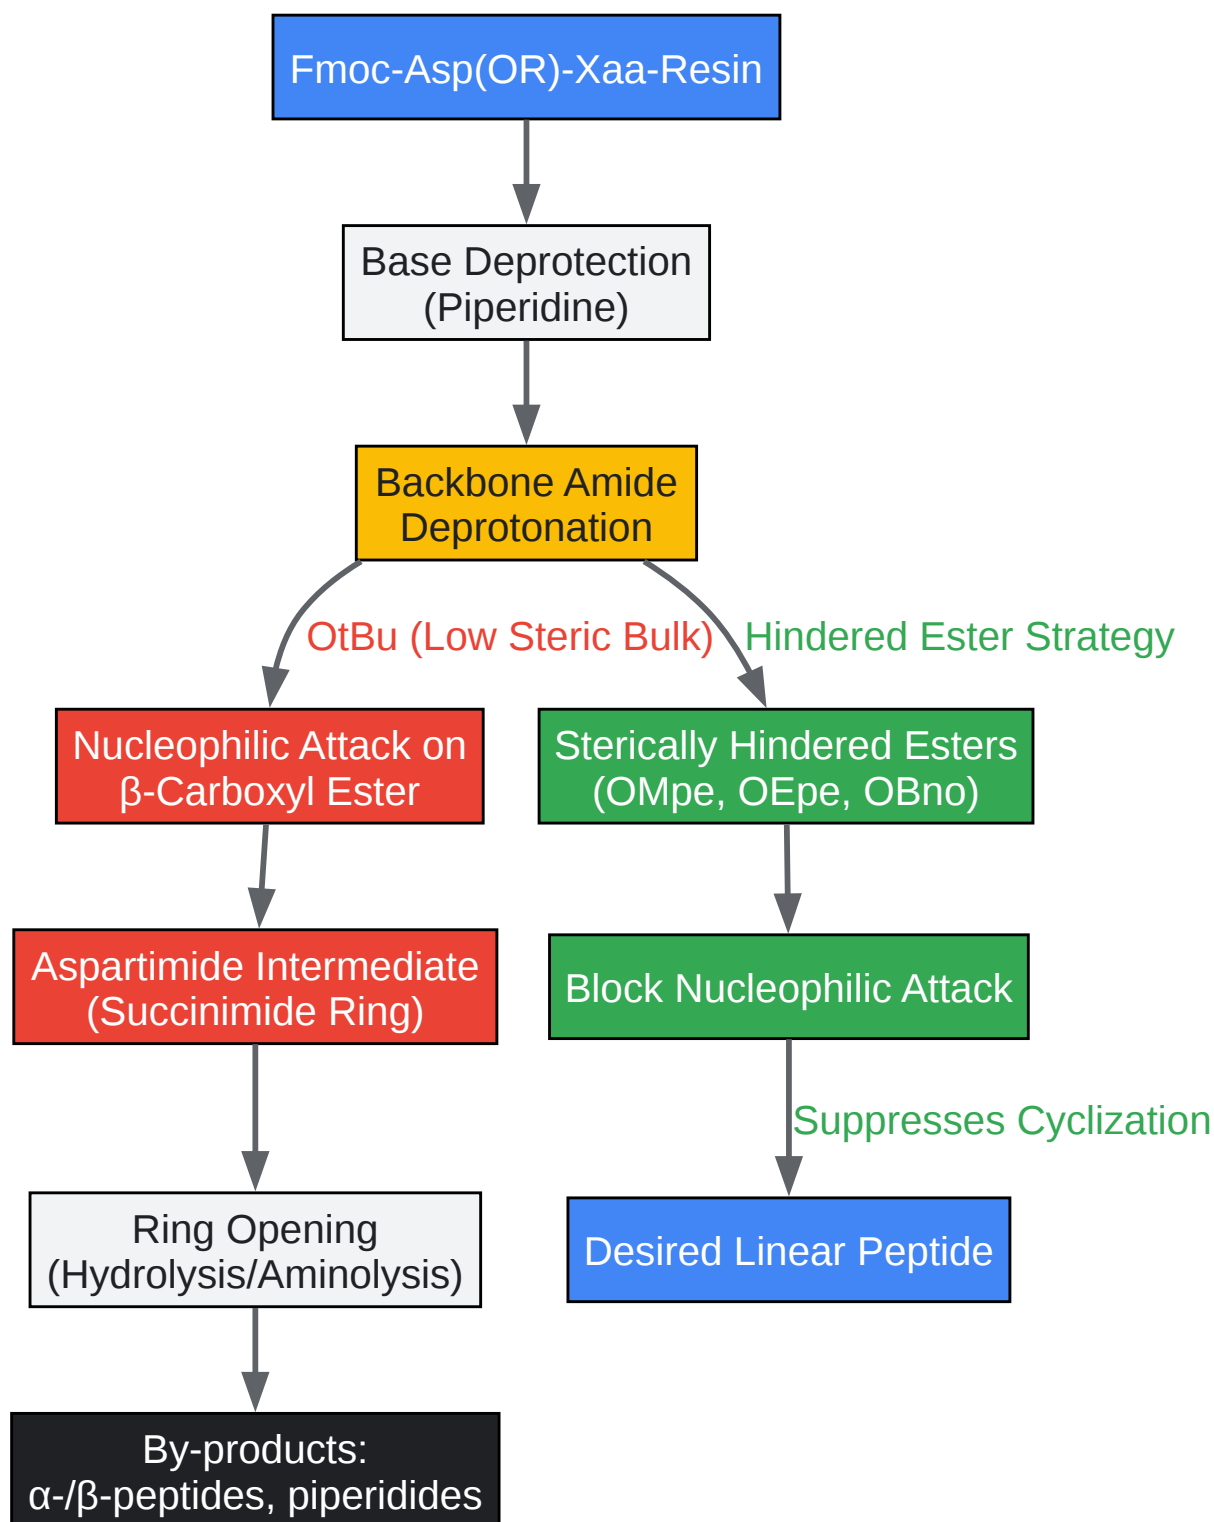 Fmoc-Asp(OR)-Xaa-Resin
Base Deprotection
(Piperidine)
Backbone Amide
Deprotonation
OtBu (Low Steric Bulk)
Hindered Ester Strategy
Nucleophilic Attack on
β-Carboxyl Ester
Sterically Hindered Esters
(OMpe, OEpe, OBno)
Aspartimide Intermediate
(Succinimide Ring)
Block Nucleophilic Attack
Suppresses Cyclization
Ring Opening
(Hydrolysis/Aminolysis)
Desired Linear Peptide
By-products:
α-/β-peptides, piperidides